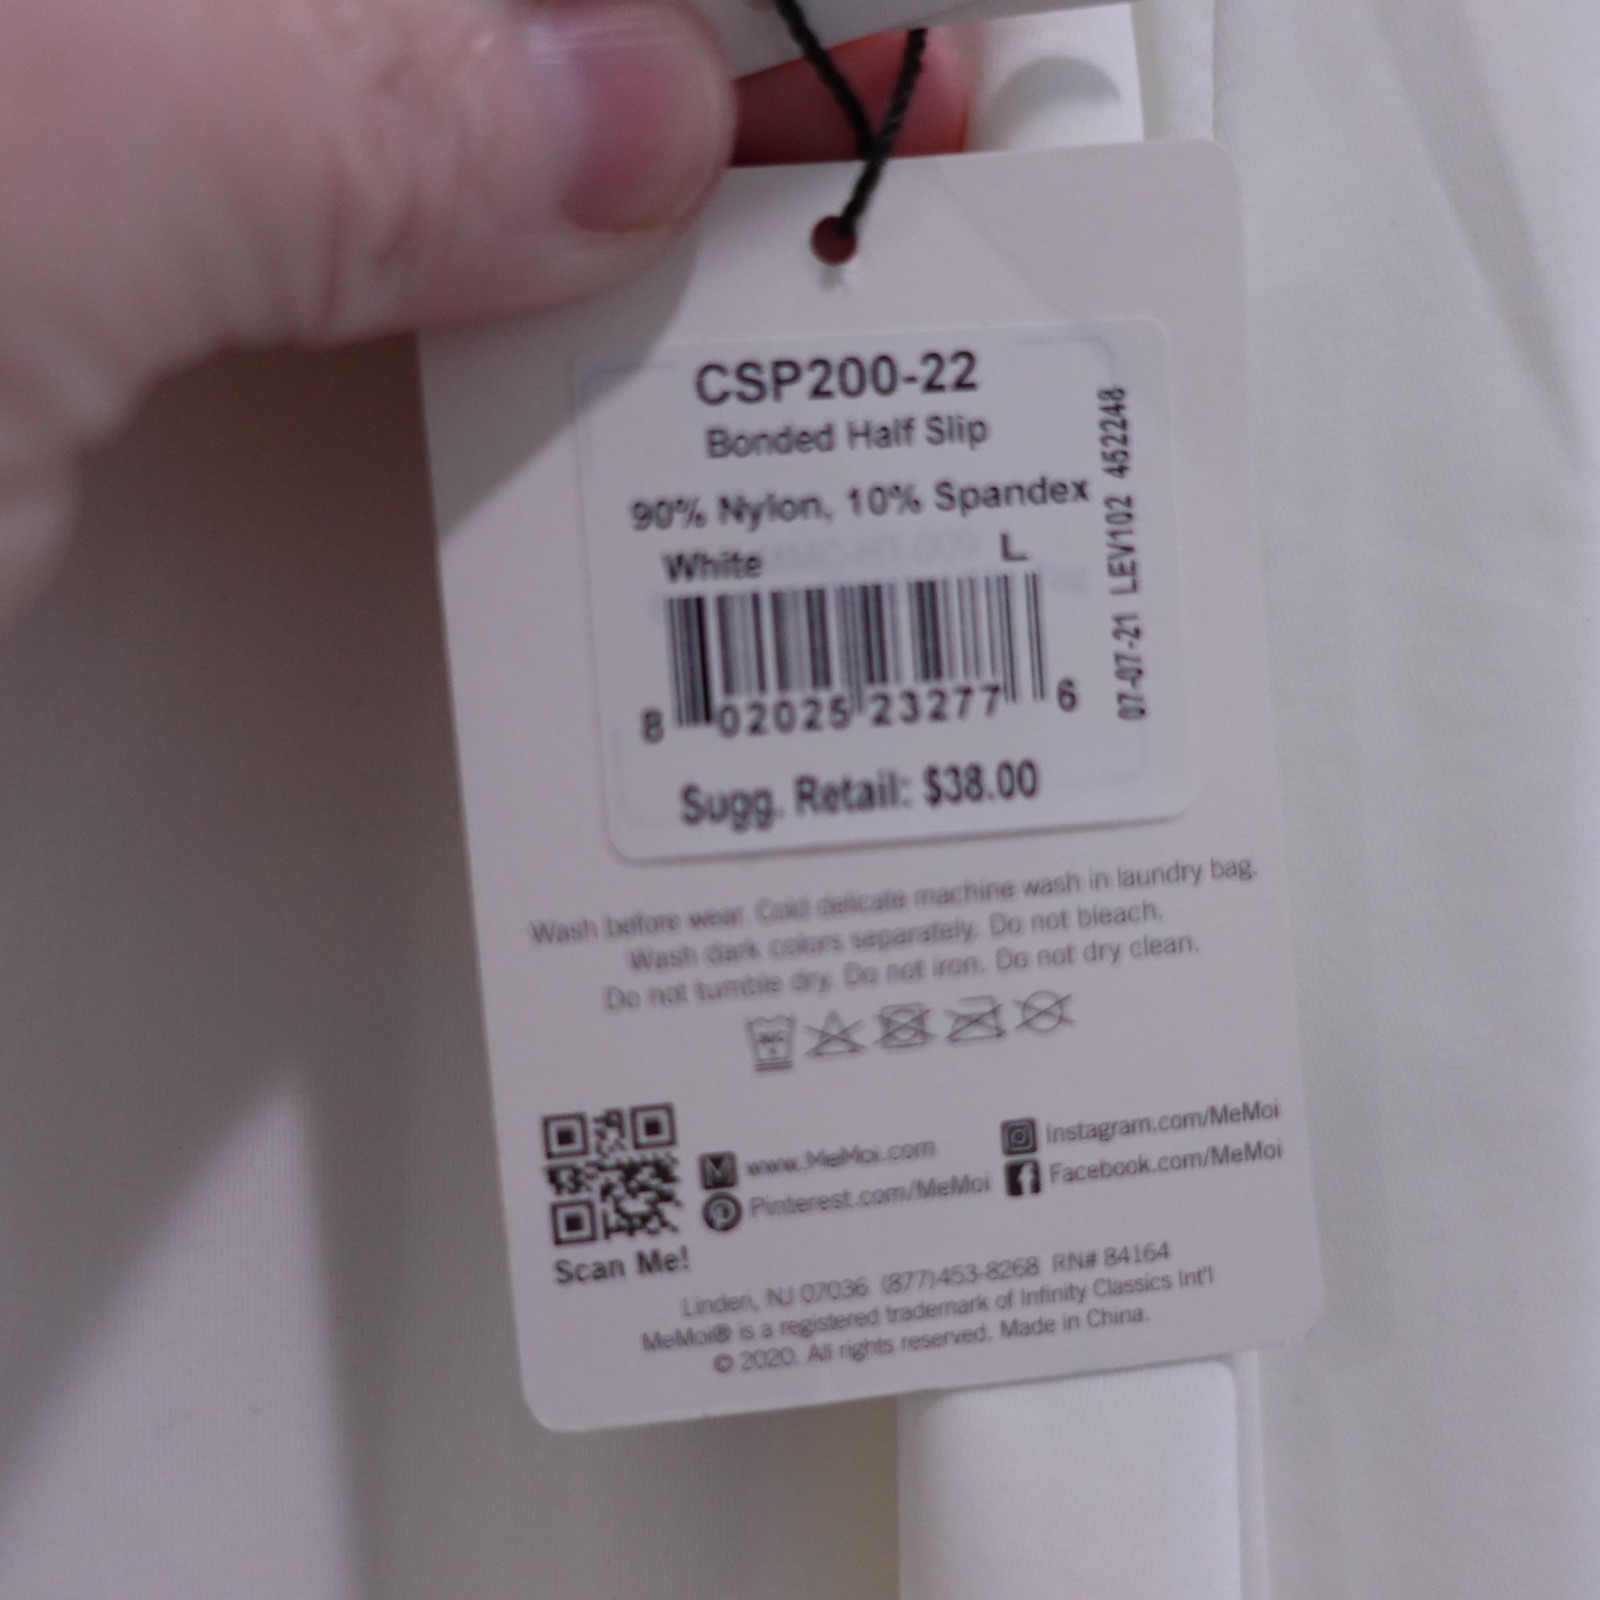 CSP200-22
Bonded Half Slip
90% Nylon, 10% Spandex
White L
8 02025 23277 6
07-07-21 LEV102 452248
Sugg. Retail: $38.00
Wash before wear. Cold delicate machine wash in laundry bag.
Wash dark colors separately. Do not bleach.
Do not tumble dry. Do not iron. Do not dry clean.
www.MeMoi.com
Instagram.com/MeMoi
Pinterest.com/MeMoi
Facebook.com/MeMoi
Scan Me!
Linden, NJ 07036 (877)453-8268 RN# 84164
MeMoi® is a registered trademark of Infinity Classics Int'l
© 2020. All rights reserved. Made in China.